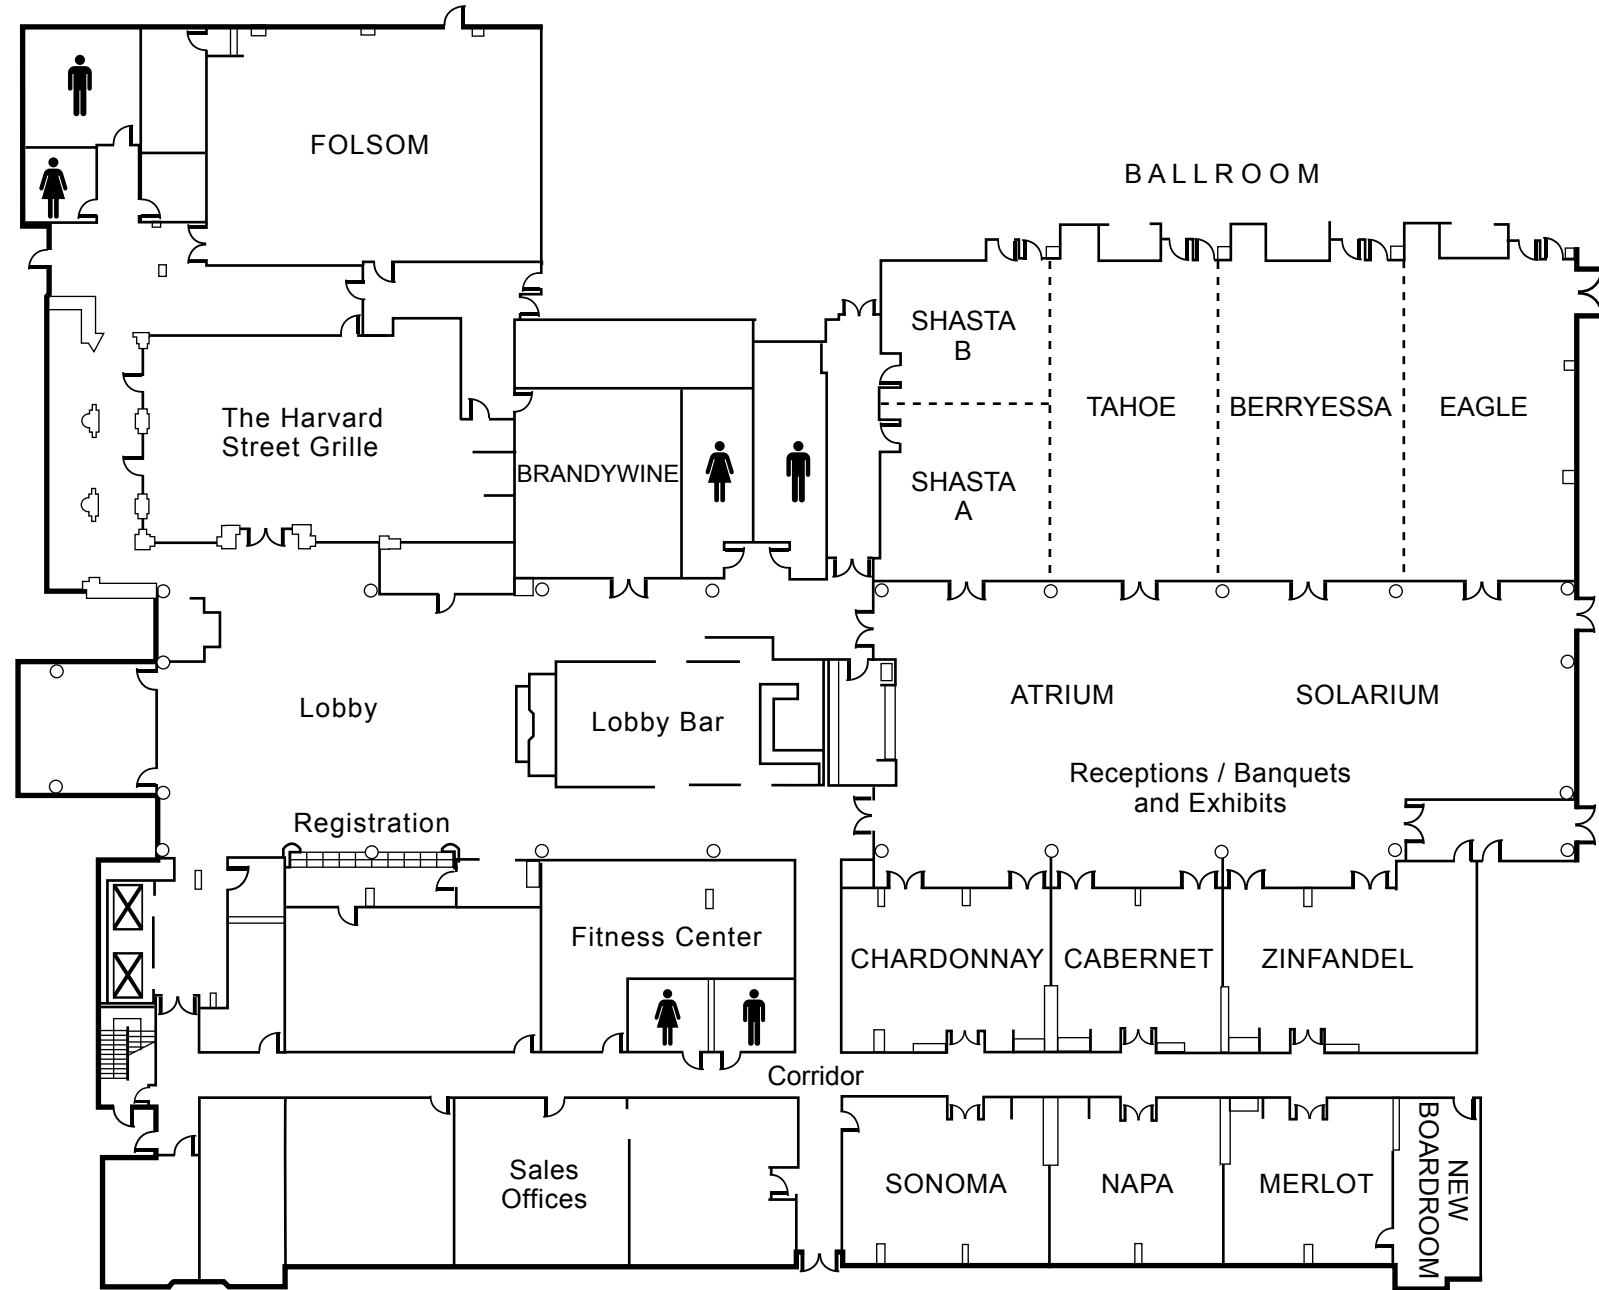 FOLSOM
BALLROOM
SHASTA
B
TAHOE
BERRYESSA
EAGLE
The Harvard
Street Grille
BRANDYWINE
SHASTA
A
Lobby
Lobby Bar
ATRIUM
SOLARIUM
Receptions / Banquets
and Exhibits
Registration
Fitness Center
CHARDONNAY
CABERNET
ZINFANDEL
Corridor
Sales
Offices
SONOMA
NAPA
MERLOT
NEW
BOARDROOM